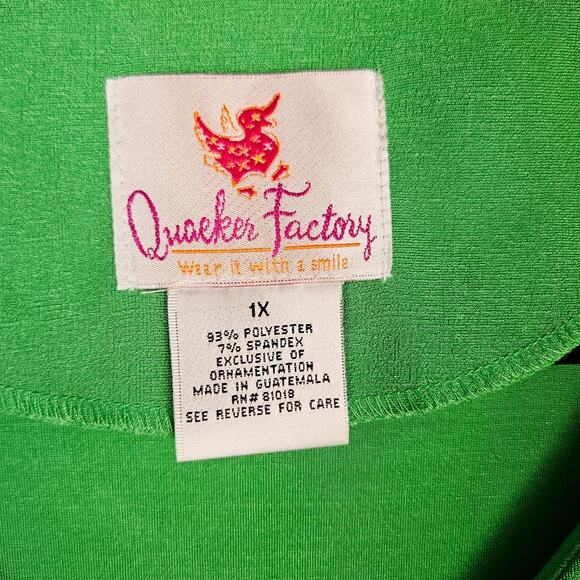 Quacker Factory
Wear it with a smile
1X
93% POLYESTER
7% SPANDEX
EXCLUSIVE OF
ORNAMENTATION
MADE IN GUATEMALA
RN# 81018
SEE REVERSE FOR CARE